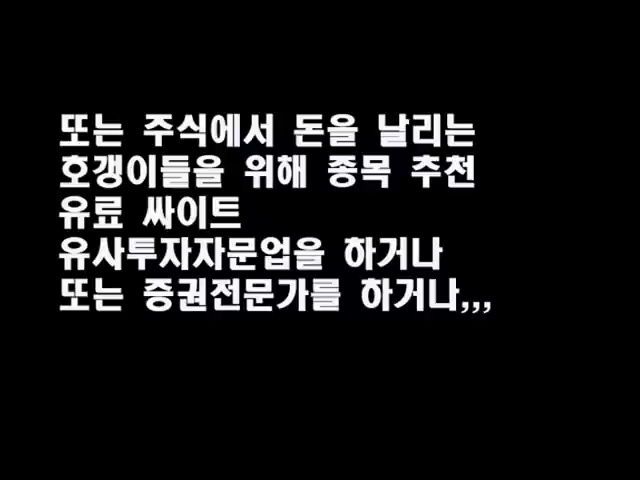 또는 주식에서 돈을 날리는
호갱이들을 위해 종목 추천
유료 싸이트
유사투자자문업을 하거나
또는 증권전문가를 하거나,,,